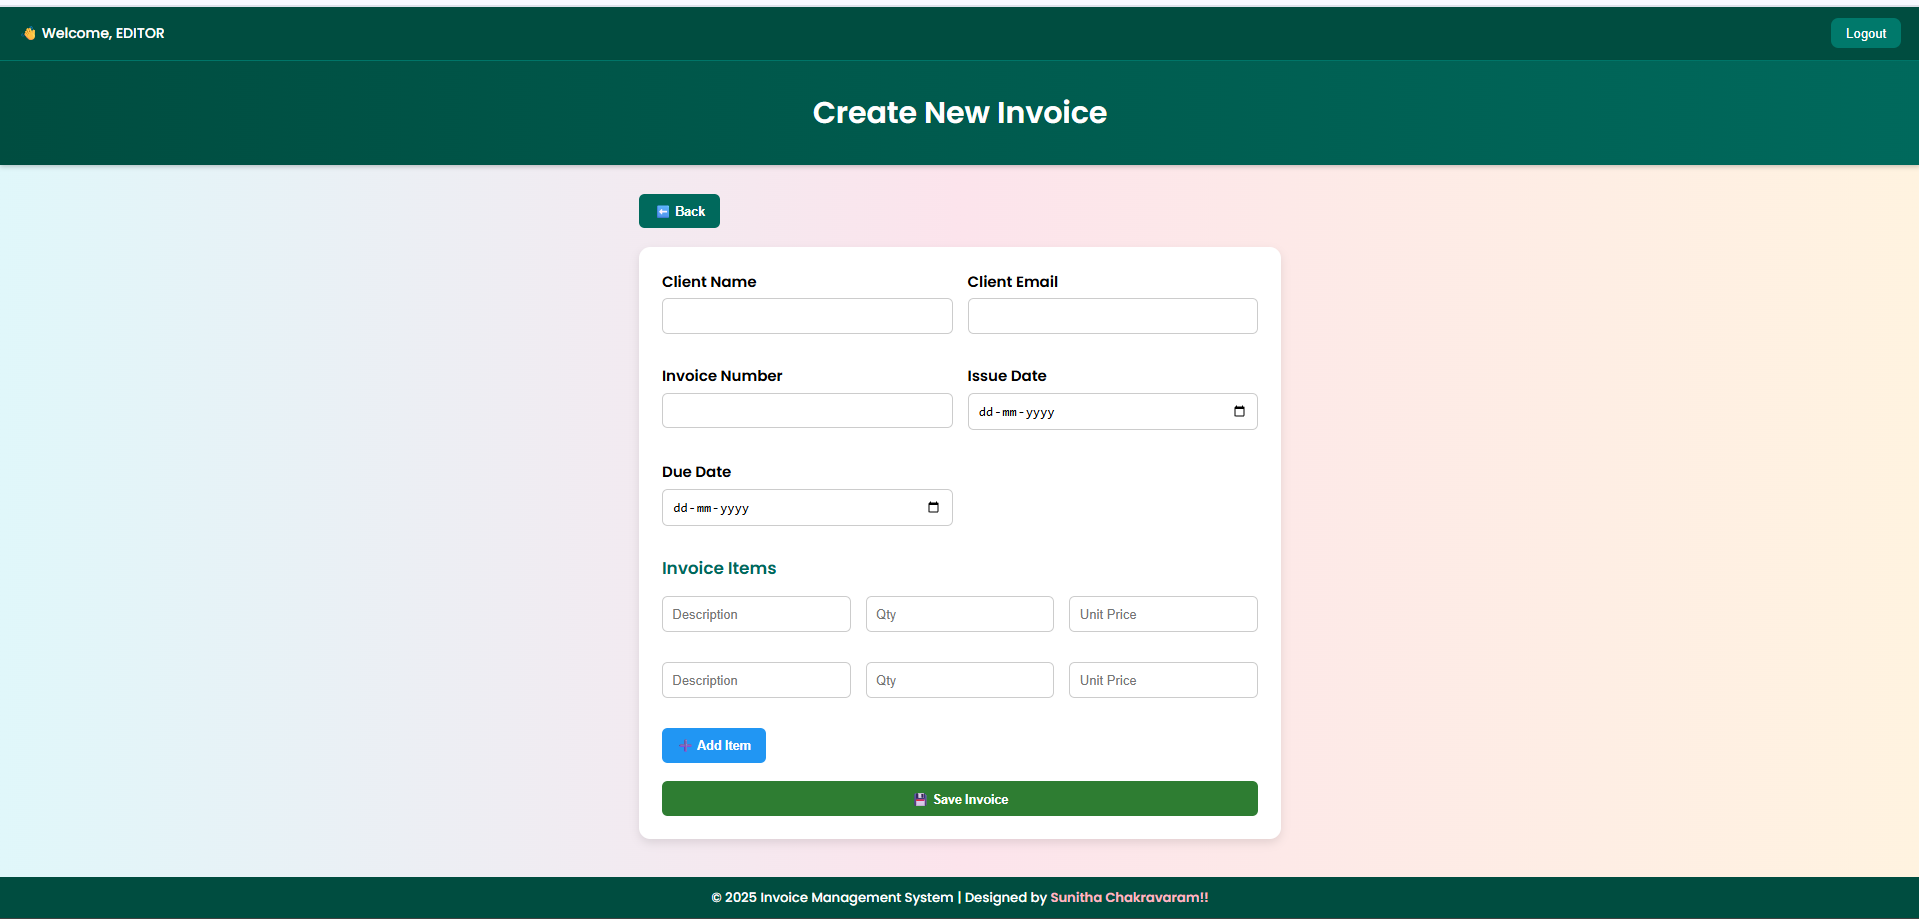 👋 Welcome, EDITOR
Logout
Create New Invoice
⬅️ Back
Client Name
Client Email
Invoice Number
Issue Date
dd-mm-yyyy
Due Date
dd-mm-yyyy
Invoice Items
Description
Qty
Unit Price
Description
Qty
Unit Price
➕ Add Item
💾 Save Invoice
© 2025 Invoice Management System | Designed by Sunitha Chakravaram!!